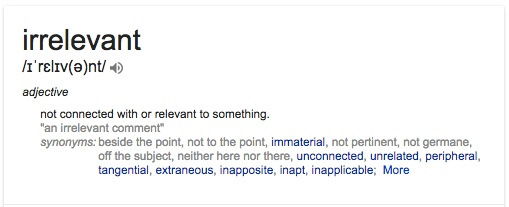 irrelevant
/ɪˈrɛlɪv(ə)nt/
adjective
not connected with or relevant to something.
"an irrelevant comment"
synonyms: beside the point, not to the point, immaterial, not pertinent, not germane,
off the subject, neither here nor there, unconnected, unrelated, peripheral,
tangential, extraneous, inapposite, inapt, inapplicable; More